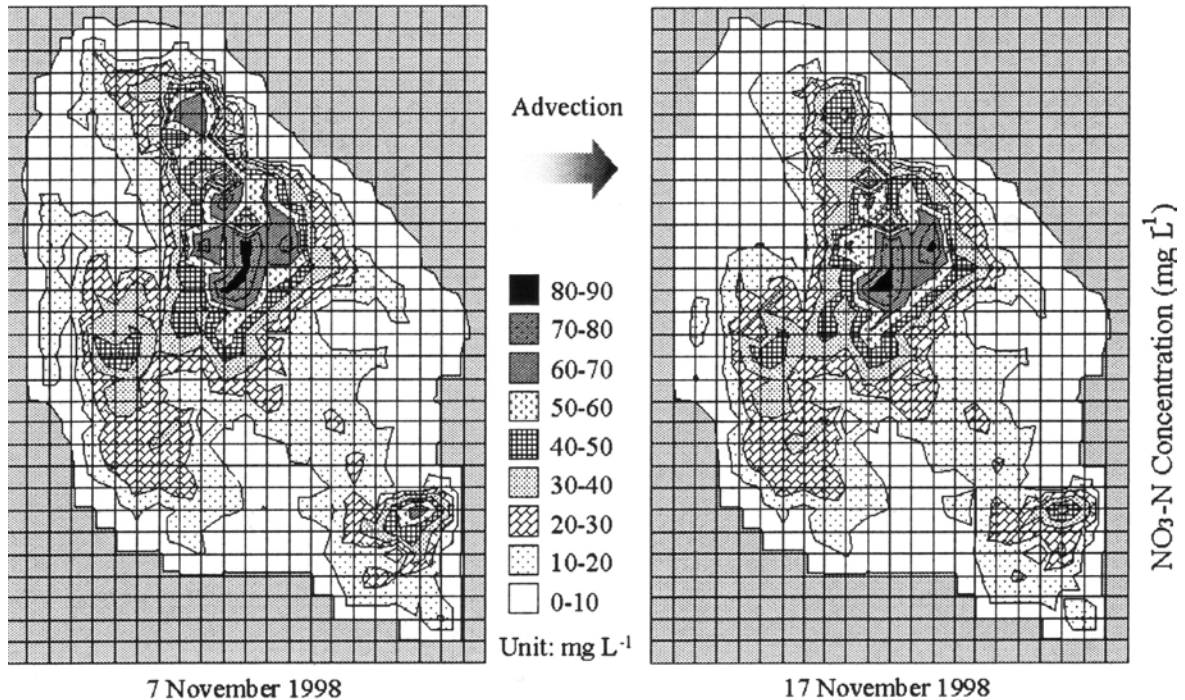 Advection
80-90
70-80
60-70
50-60
40-50
30-40
20-30
10-20
0-10
Unit: mg L-1
7 November 1998
17 November 1998
NO3-N Concentration (mg L1)